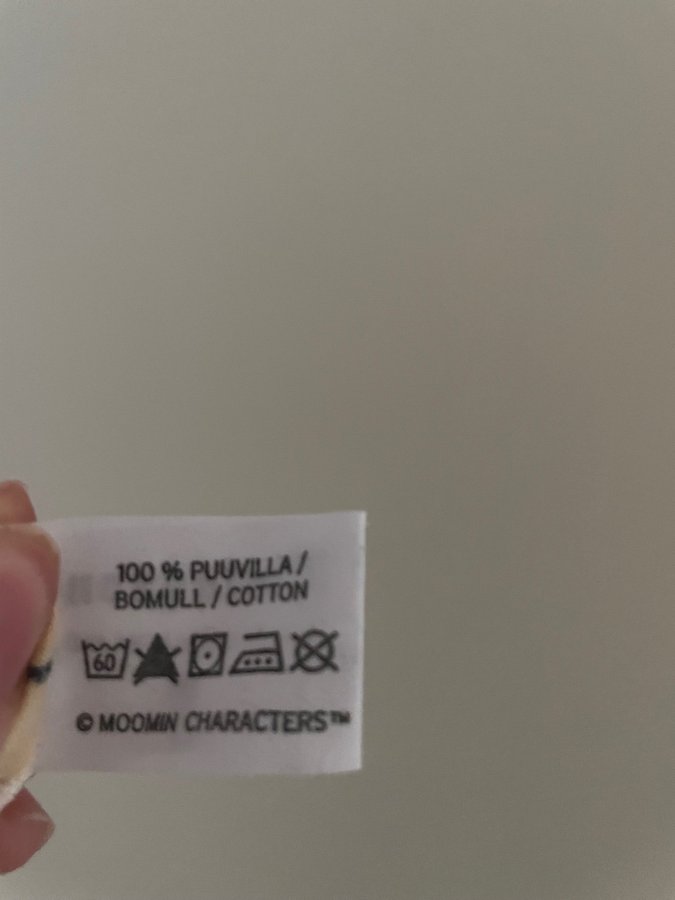 100 % PUUVILLA /
BOMULL / COTTON
60
© MOOMIN CHARACTERS™